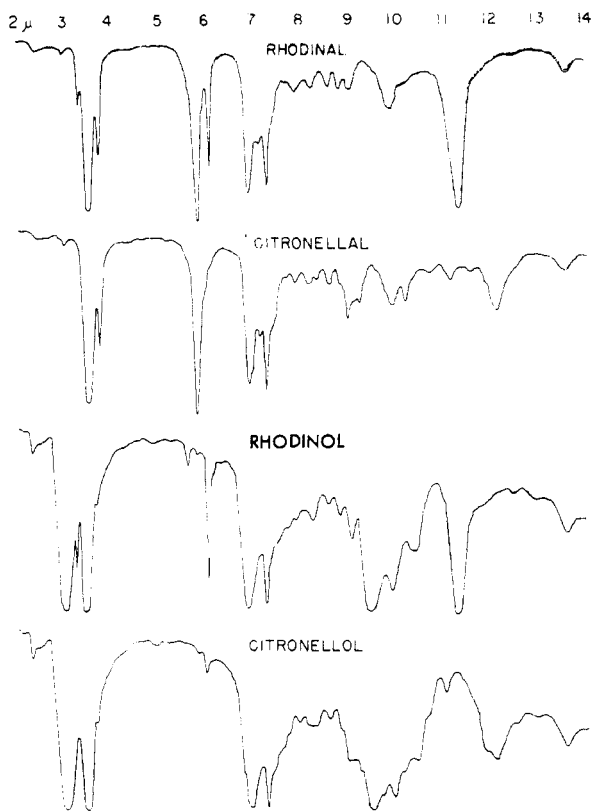 2 μ 3 4 5 6 7 8 9 10 11 12 13 14
RHODINAL
CITRONELLAL
RHODINOL
CITRONELLOL